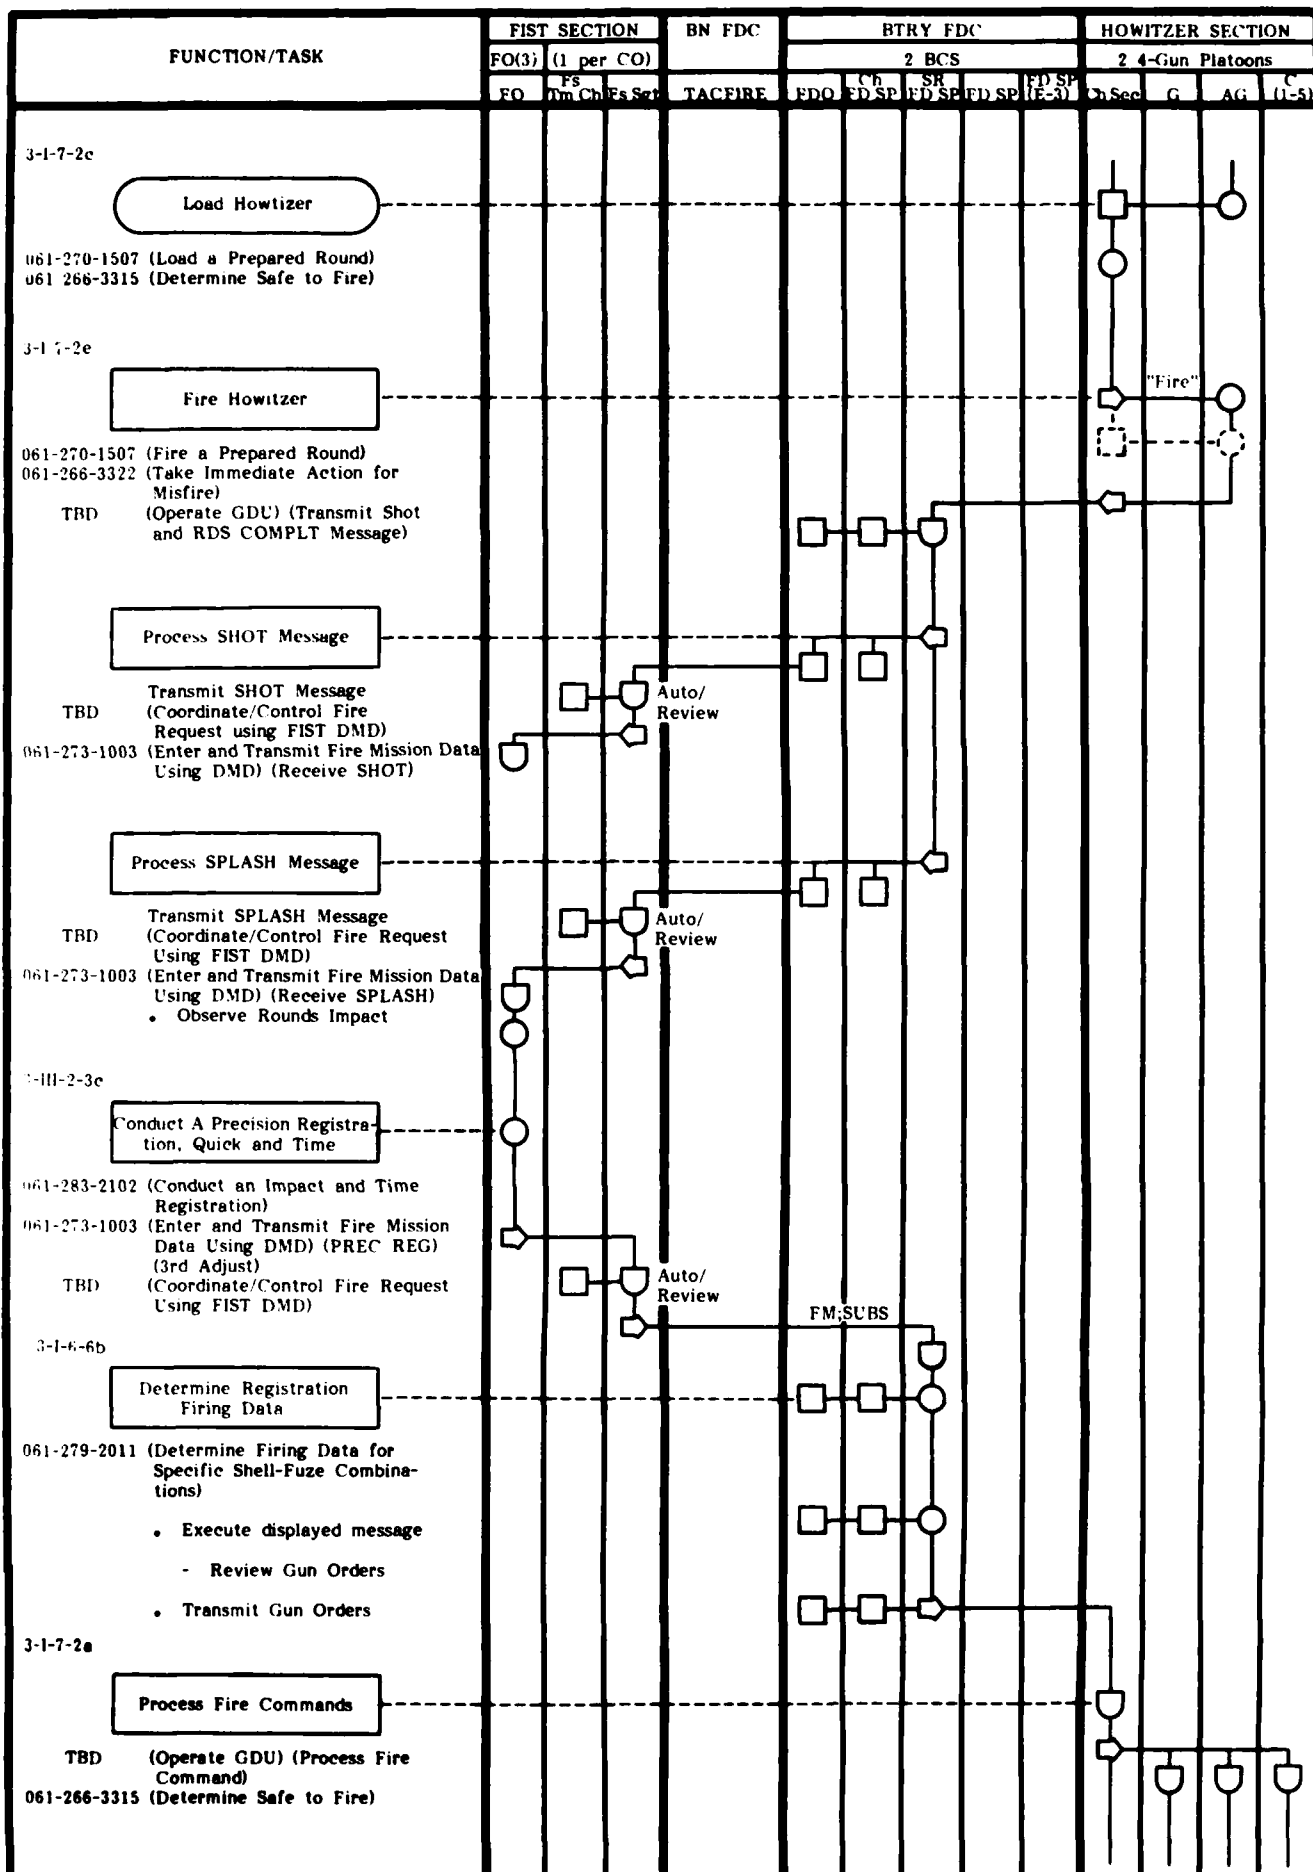 FUNCTION/TASK
FIST SECTION
BN FDC
BTRY FDC
HOWITZER SECTION
FO(3)
(1 per CO)
2 BCS
2 4-Gun Platoons
FO
Fs
Tm Ch
Fs Sgt
TACFIRE
FDO
Ch
FD SP
SR
FD SP
FD SP
FD SP
(E-3)
Ch Sec
G
AG
C
(1-5)
3-1-7-2c
Load Howtizer
061-270-1507 (Load a Prepared Round)
061 266-3315 (Determine Safe to Fire)
3-1 7-2e
Fire Howitzer
"Fire"
061-270-1507 (Fire a Prepared Round)
061-266-3322 (Take Immediate Action for
Misfire)
TBD (Operate GDU) (Transmit Shot
and RDS COMPLT Message)
Process SHOT Message
Transmit SHOT Message
TBD (Coordinate/Control Fire
Request using FIST DMD)
Auto/
Review
061-273-1003 (Enter and Transmit Fire Mission Data
Using DMD) (Receive SHOT)
Process SPLASH Message
Transmit SPLASH Message
TBD (Coordinate/Control Fire Request
Using FIST DMD)
Auto/
Review
061-273-1003 (Enter and Transmit Fire Mission Data
Using DMD) (Receive SPLASH)
• Observe Rounds Impact
-III-2-3c
Conduct A Precision Registra-
tion, Quick and Time
061-283-2102 (Conduct an Impact and Time
Registration)
061-273-1003 (Enter and Transmit Fire Mission
Data Using DMD) (PREC REG)
(3rd Adjust)
TBD (Coordinate/Control Fire Request
Using FIST DMD)
Auto/
Review
FM;SUBS
3-1-6-6b
Determine Registration
Firing Data
061-279-2011 (Determine Firing Data for
Specific Shell-Fuze Combina-
tions)
• Execute displayed message
- Review Gun Orders
• Transmit Gun Orders
3-1-7-2a
Process Fire Commands
TBD (Operate GDU) (Process Fire
Command)
061-266-3315 (Determine Safe to Fire)